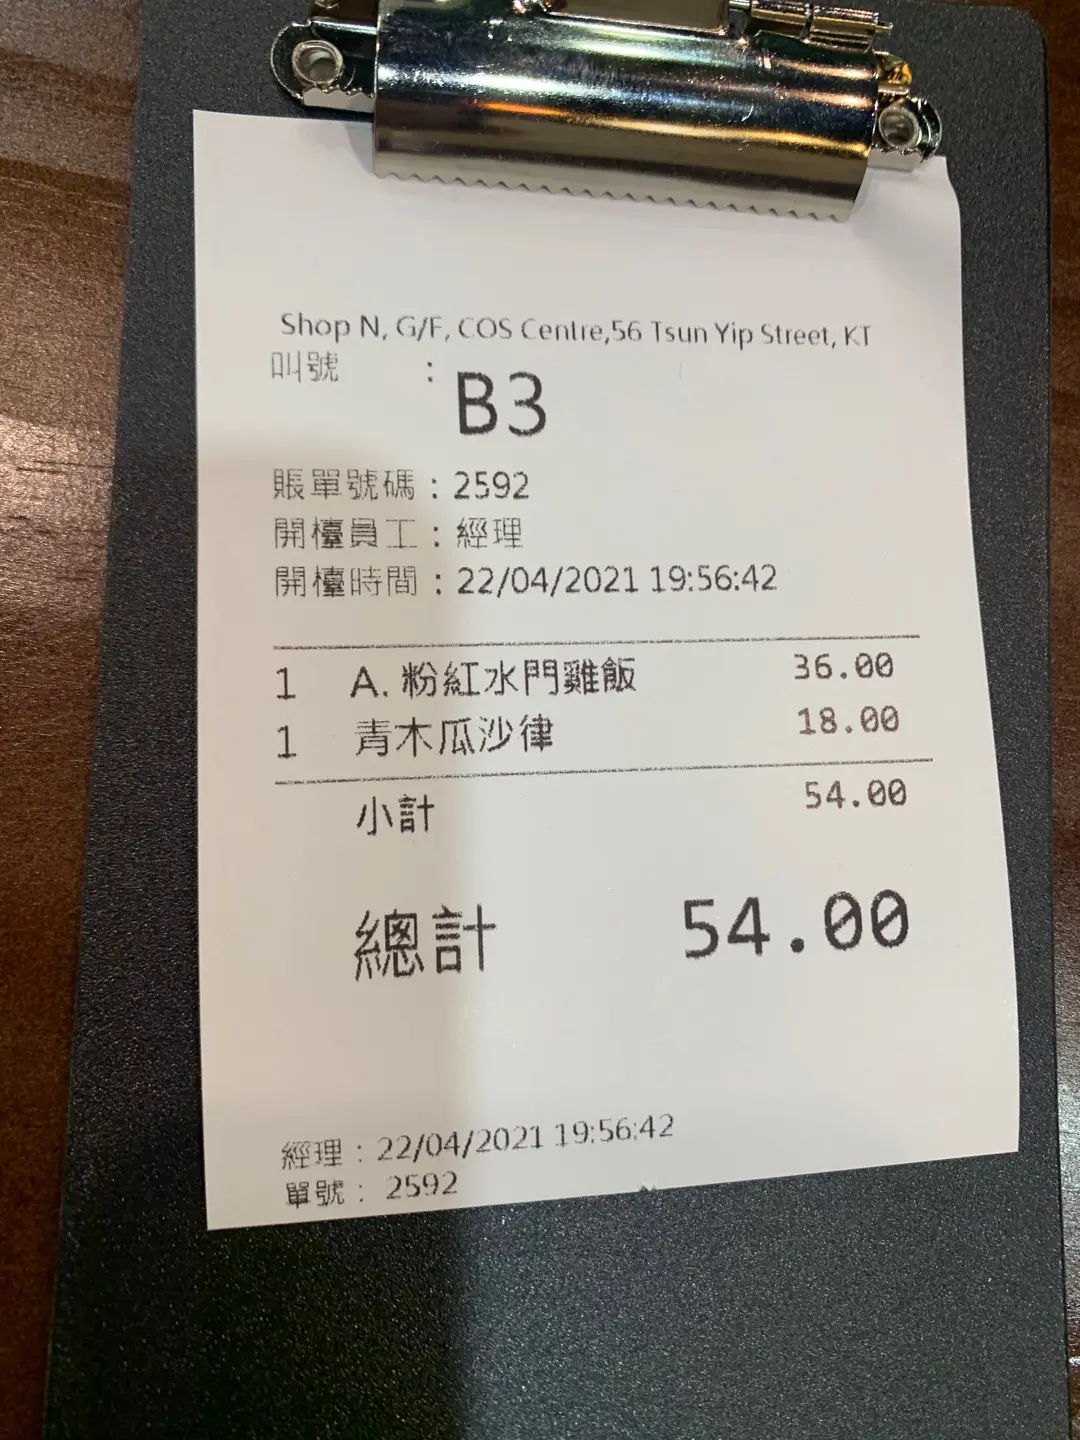 Shop N, G/F, COS Centre,56 Tsun Yip Street, KT
叫號 : B3
賬單號碼 : 2592
開檯員工 : 經理
開檯時間 : 22/04/2021 19:56:42
1 A. 粉紅水門雞飯 36.00
1 青木瓜沙律 18.00
小計 54.00
總計 54.00
經理 : 22/04/2021 19:56:42
單號 : 2592